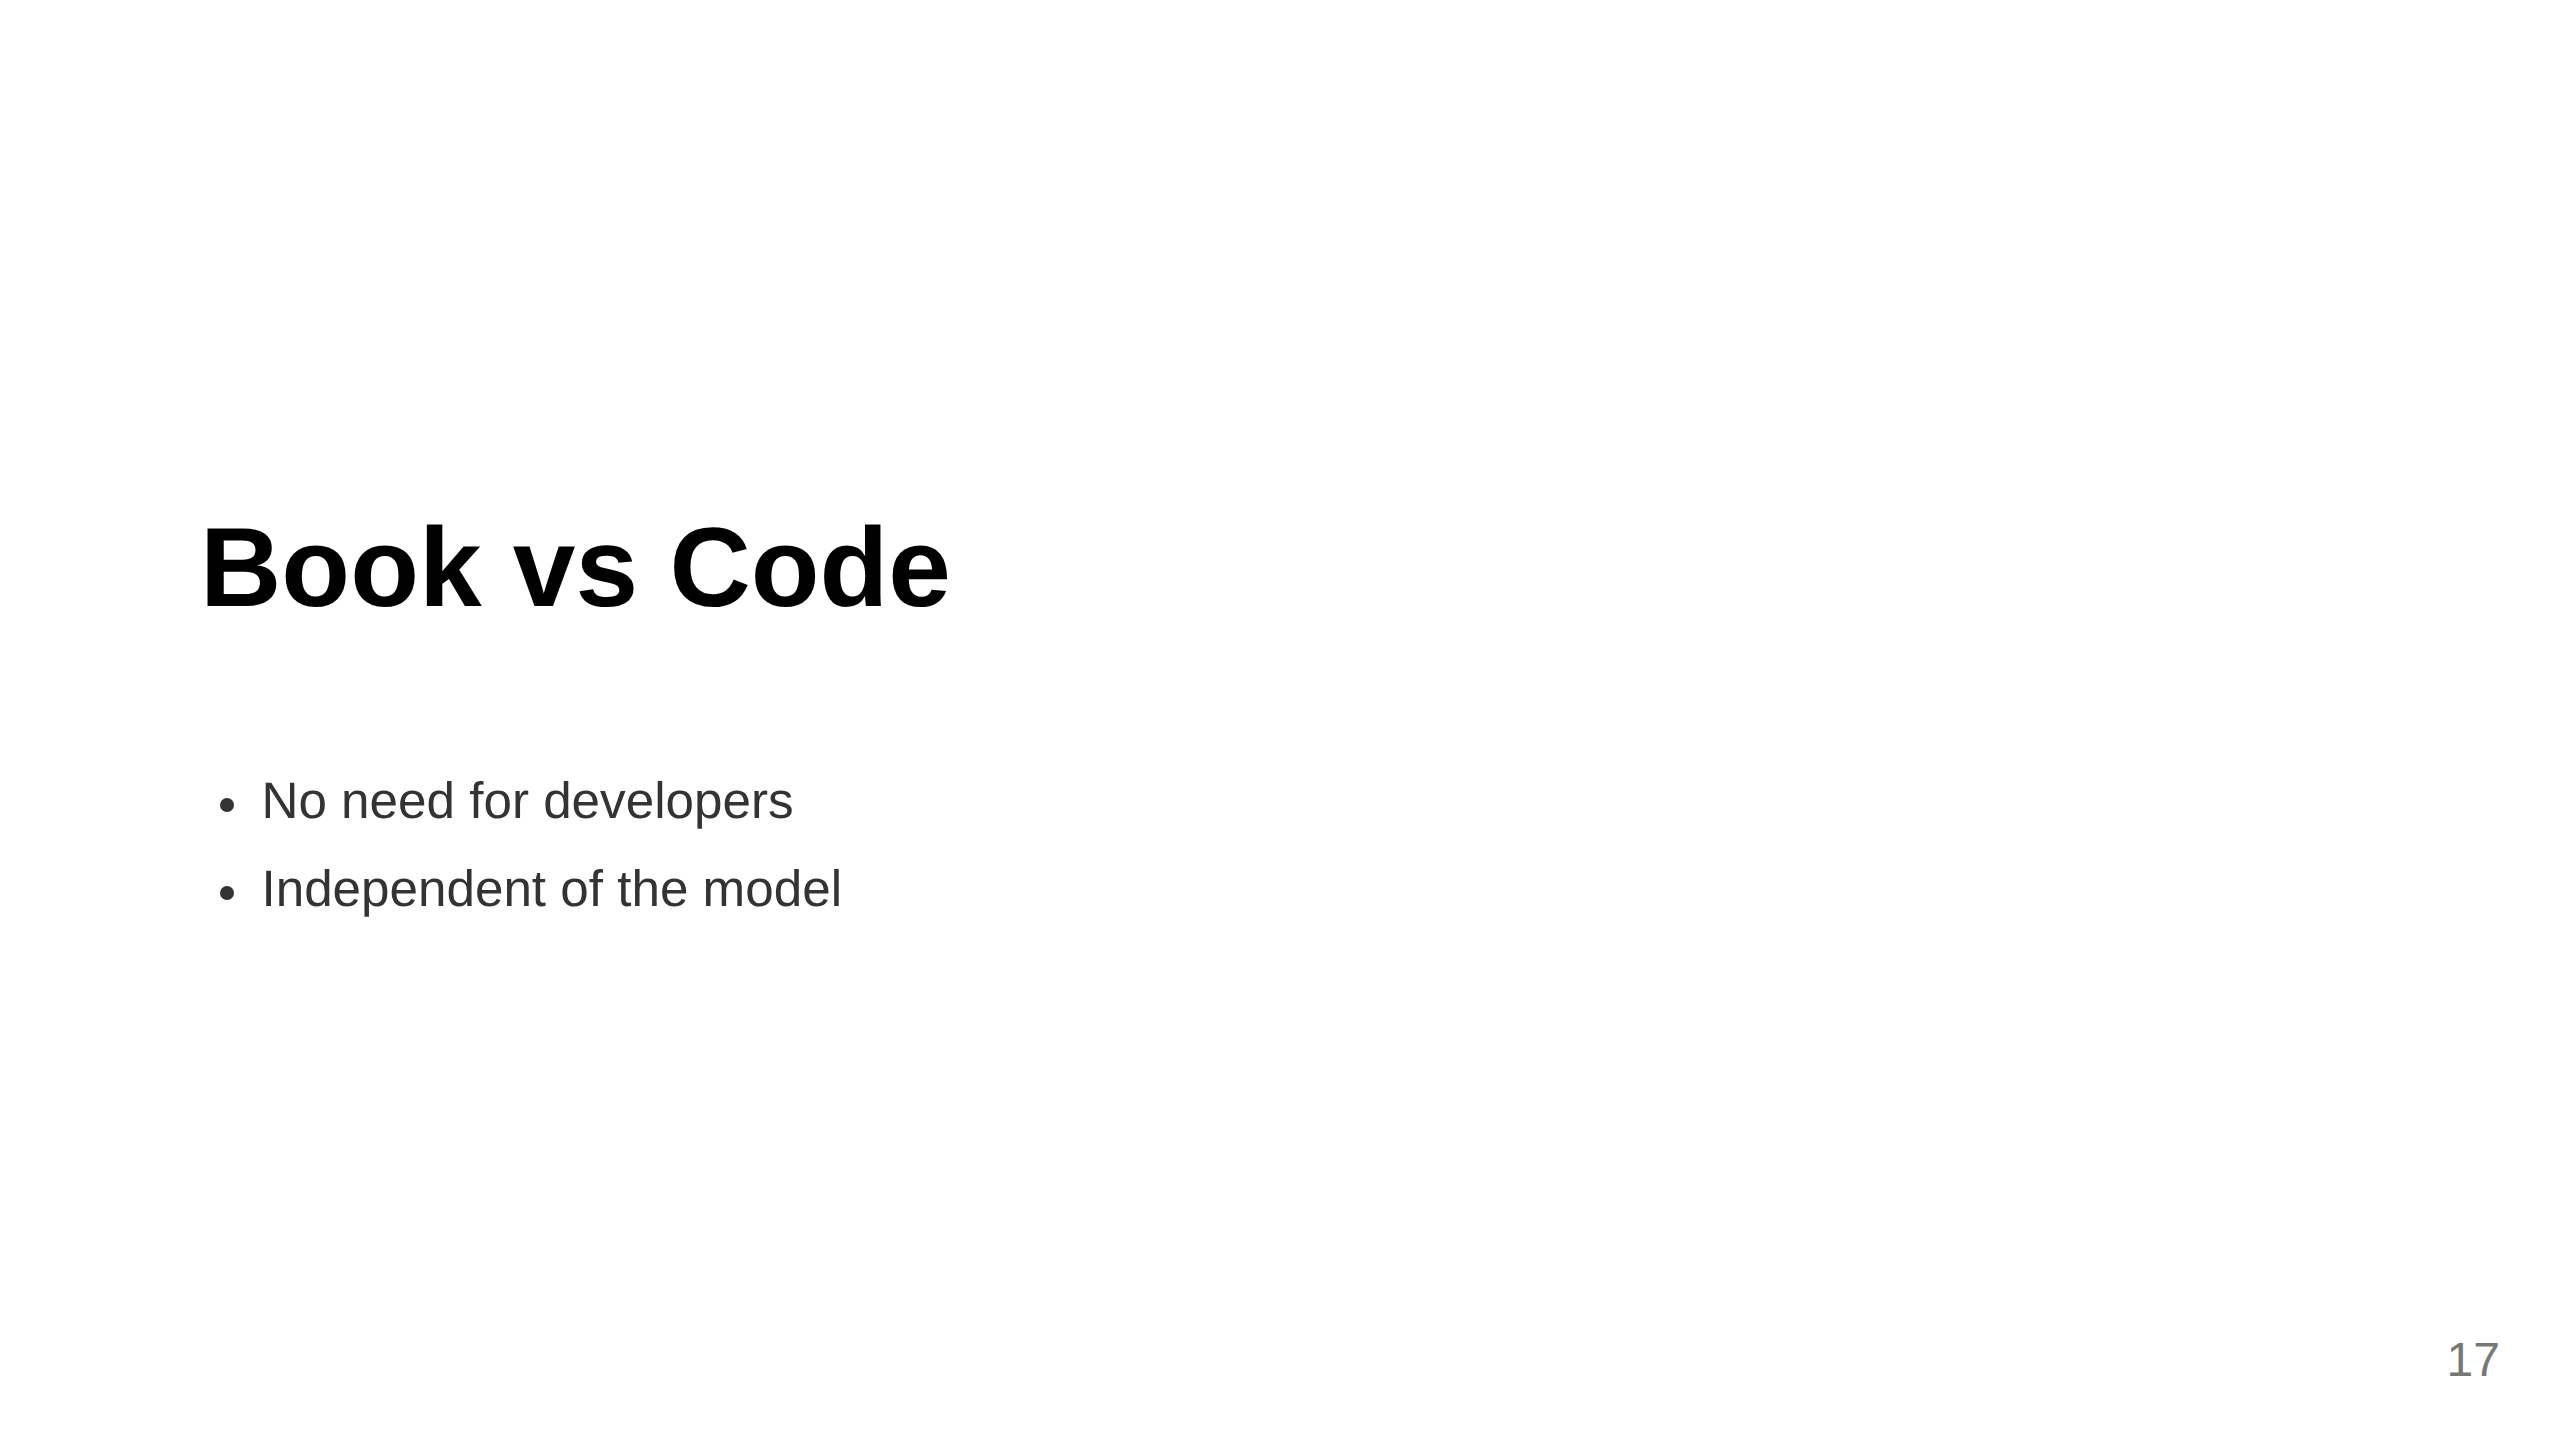 Book vs Code
• No need for developers
• Independent of the model
17